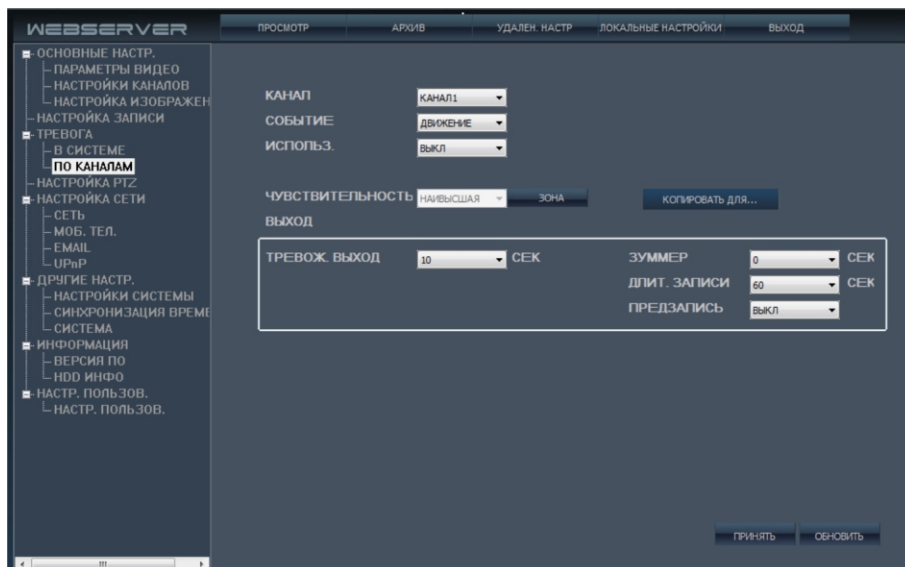 WEBSERVER
ПРОСМОТР АРХИВ УДАЛЕН. НАСТР ЛОКАЛЬНЫЕ НАСТРОЙКИ ВЫХОД
ОСНОВНЫЕ НАСТР.
ПАРАМЕТРЫ ВИДЕО
НАСТРОЙКИ КАНАЛОВ
НАСТРОЙКА ИЗОБРАЖЕН
НАСТРОЙКА ЗАПИСИ
ТРЕВОГА
В СИСТЕМЕ
ПО КАНАЛАМ
НАСТРОЙКА PTZ
НАСТРОЙКА СЕТИ
СЕТЬ
МОБ. ТЕЛ.
EMAIL
UPnP
ДРУГИЕ НАСТР.
НАСТРОЙКИ СИСТЕМЫ
СИНХРОНИЗАЦИЯ ВРЕМЕ
СИСТЕМА
ИНФОРМАЦИЯ
ВЕРСИЯ ПО
HDD ИНФО
НАСТР. ПОЛЬЗОВ.
НАСТР. ПОЛЬЗОВ.
КАНАЛ КАНАЛ1
СОБЫТИЕ ДВИЖЕНИЕ
ИСПОЛЬЗ. ВЫКЛ
ЧУВСТВИТЕЛЬНОСТЬ НАИВЫСШАЯ ЗОНА КОПИРОВАТЬ ДЛЯ...
ВЫХОД
ТРЕВОЖ. ВЫХОД 10 СЕК ЗУММЕР 0 СЕК
ДЛИТ. ЗАПИСИ 60 СЕК
ПРЕДЗАПИСЬ ВЫКЛ
ПРИНЯТЬ ОБНОВИТЬ